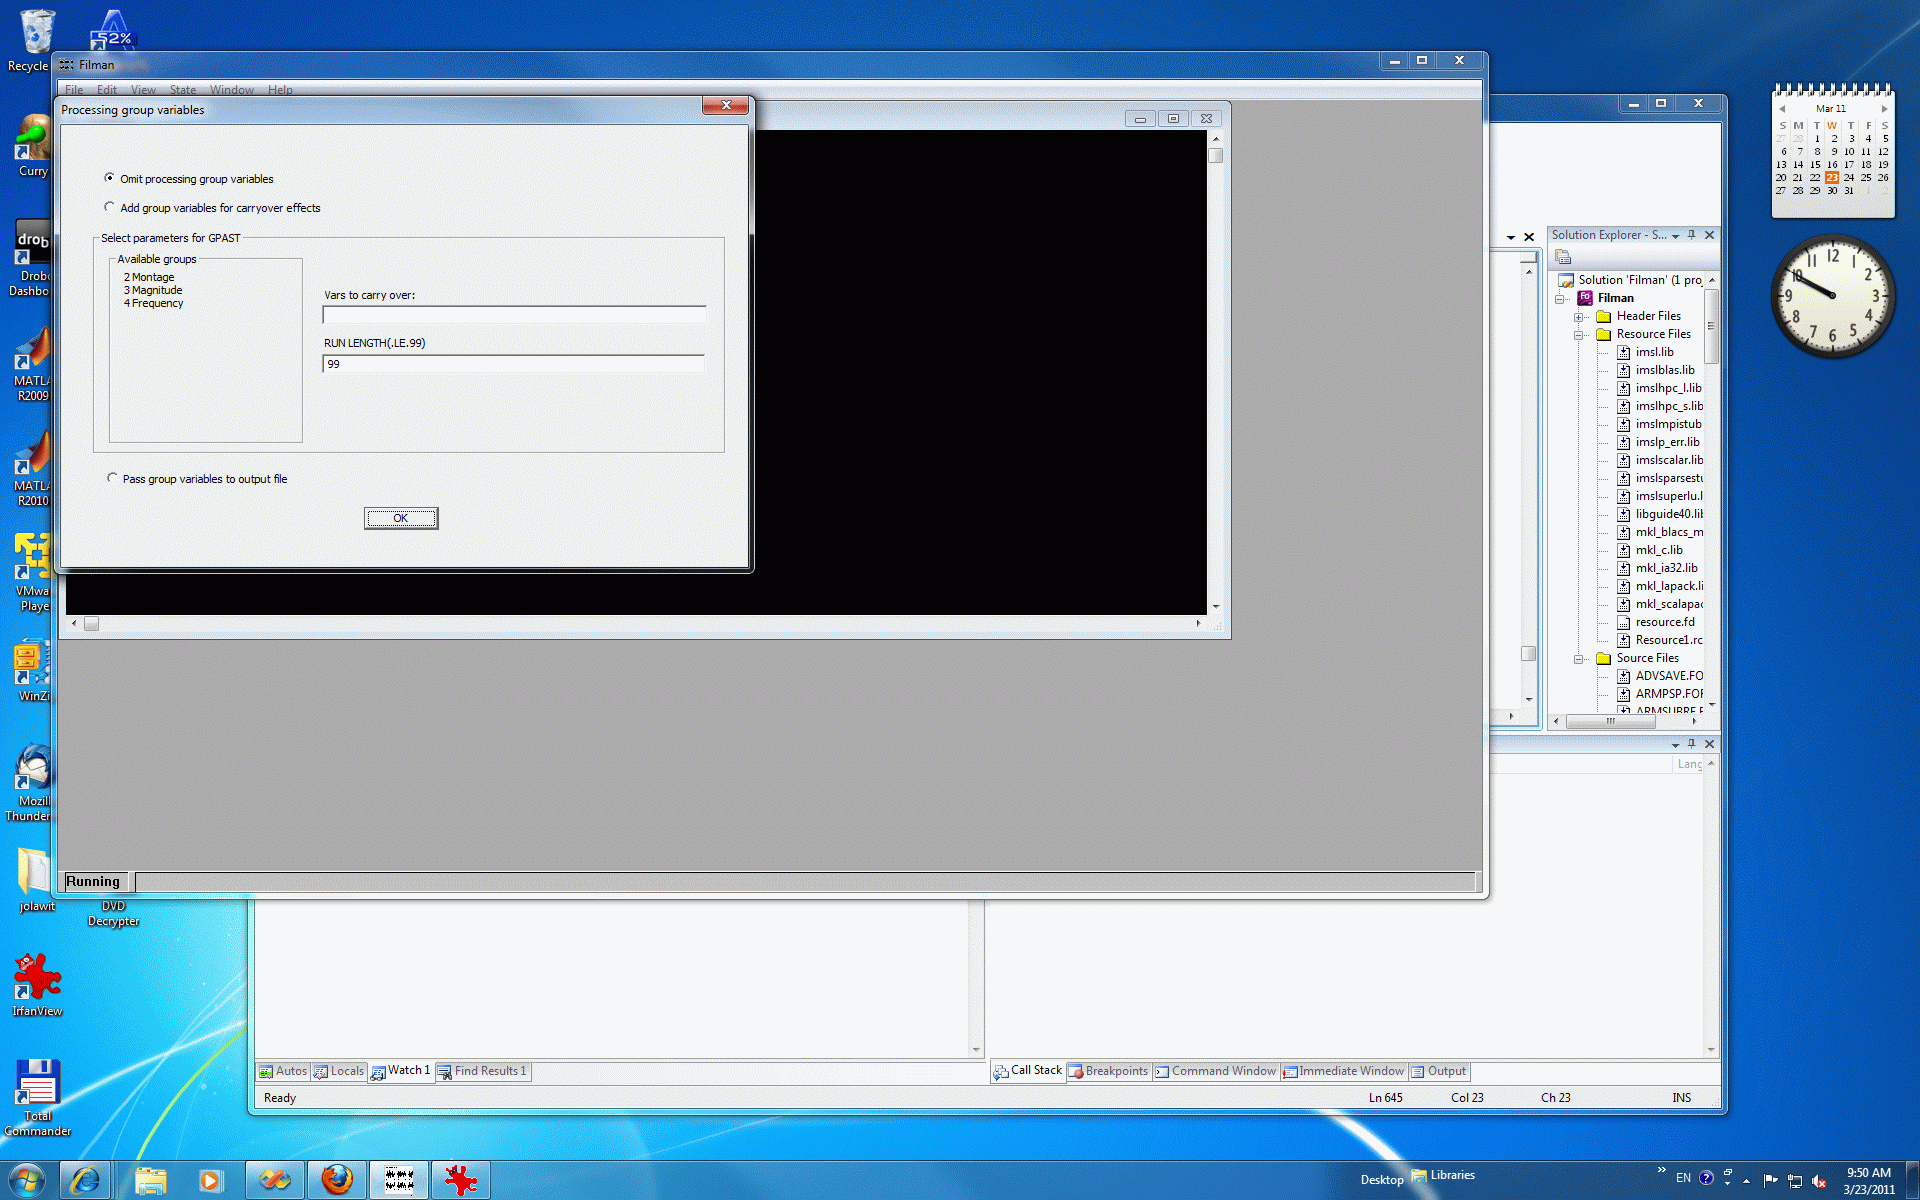 52%
Recycle
Filman
File Edit View State Window Help
Processing group variables
Omit processing group variables
Add group variables for carryover effects
Select parameters for GPAST
Available groups
2 Montage
3 Magnitude
4 Frequency
Vars to carry over:
RUN LENGTH(.LE.99)
99
Pass group variables to output file
OK
Running
Curry
drob
Drobo
Dashbo
MATLA
R2009
MATLA
R2010
VMwa
Playe
WinZi
Mozill
Thunder
jolawit
DVD
Decrypter
IrfanView
Total
Commander
Solution Explorer - S...
Solution 'Filman' (1 proj
Filman
Header Files
Resource Files
imsl.lib
imslblas.lib
imslhpc_l.lib
imslhpc_s.lib
imslmpistub
imslp_err.lib
imslscalar.lib
imslsparsestu
imslsuperlu.l
libguide40.lib
mkl_blacs_m
mkl_c.lib
mkl_ia32.lib
mkl_lapack.li
mkl_scalapac
resource.fd
Resource1.rc
Source Files
ADVSAVE.FOR
ARMPSP.FOR
ARMSUBRE.F
Lang
Autos Locals Watch 1 Find Results 1
Call Stack Breakpoints Command Window Immediate Window Output
Ready Ln 645 Col 23 Ch 23 INS
Mar 11
S M T W T F S
27 28 1 2 3 4 5
6 7 8 9 10 11 12
13 14 15 16 17 18 19
20 21 22 23 24 25 26
27 28 29 30 31 1 2
12 1 2 3 4 5 6 7 8 9 10 11
Desktop Libraries
EN
9:50 AM
3/23/2011